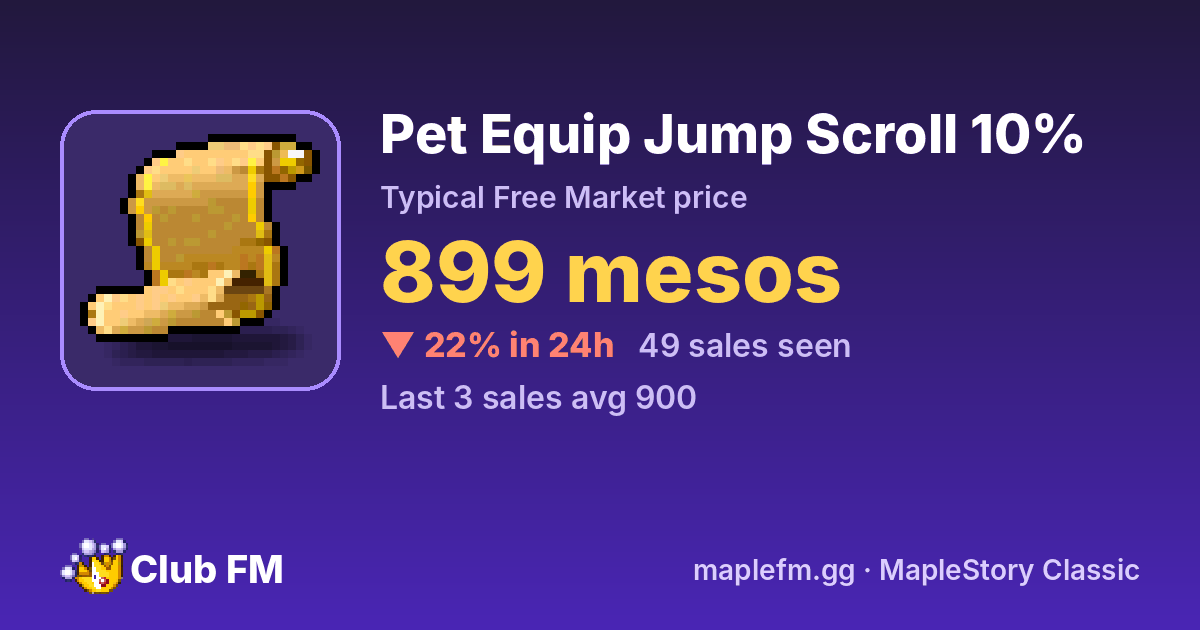 Pet Equip Jump Scroll 10%
Typical Free Market price
899 mesos
▼ 22% in 24h 49 sales seen
Last 3 sales avg 900
Club FM
maplefm.gg · MapleStory Classic